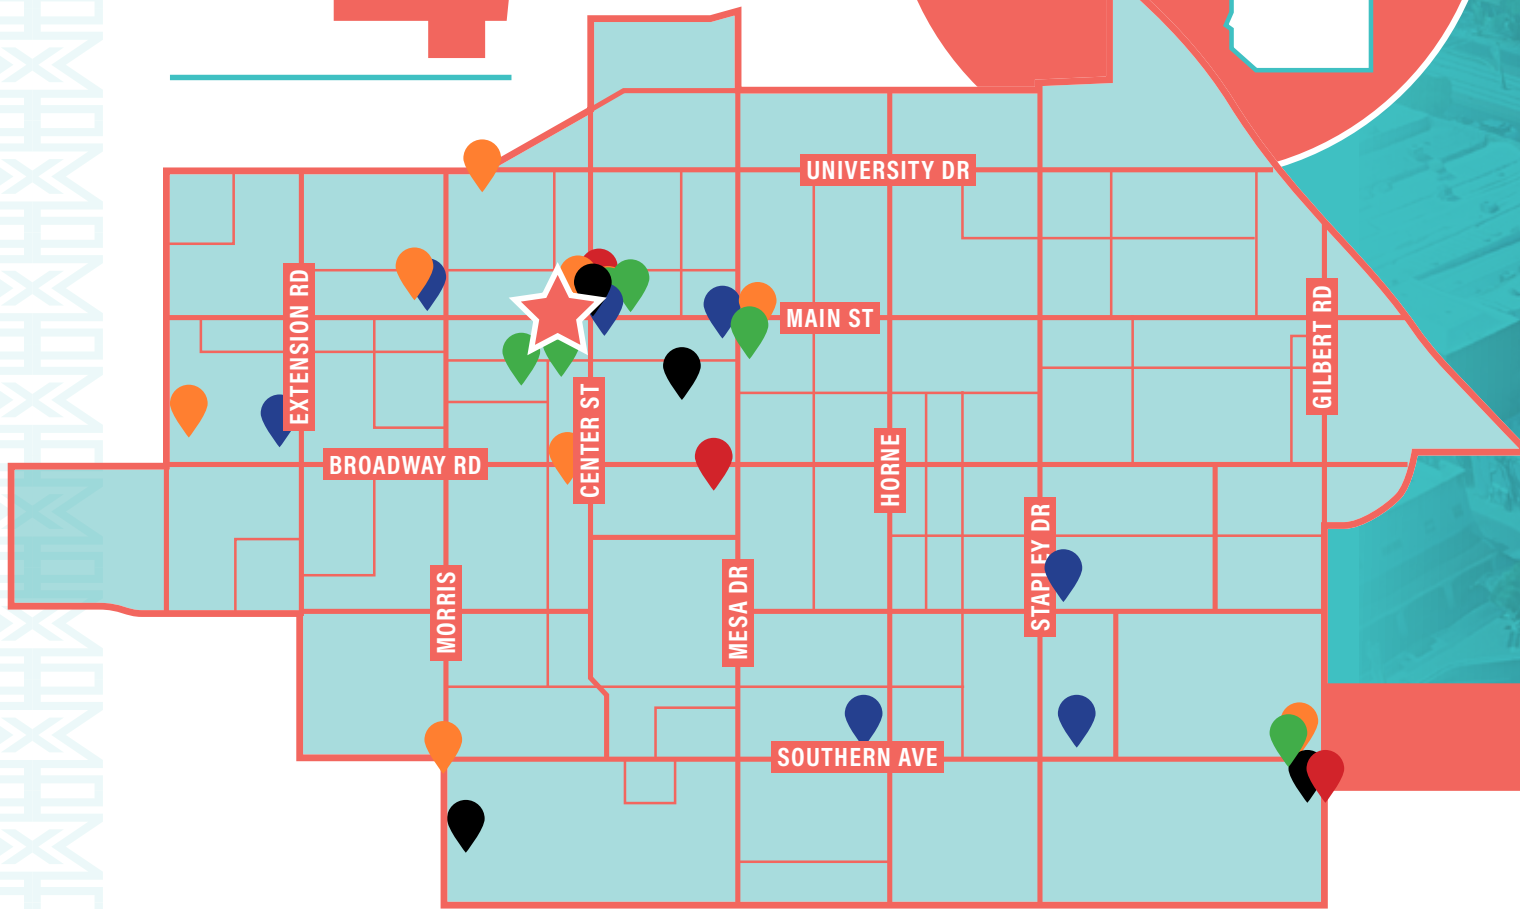 UNIVERSITY DR
EXTENSION RD
MAIN ST
GILBERT RD
CENTER ST
BROADWAY RD
HORNE
STAPLEY DR
MORRIS
MESA DR
SOUTHERN AVE